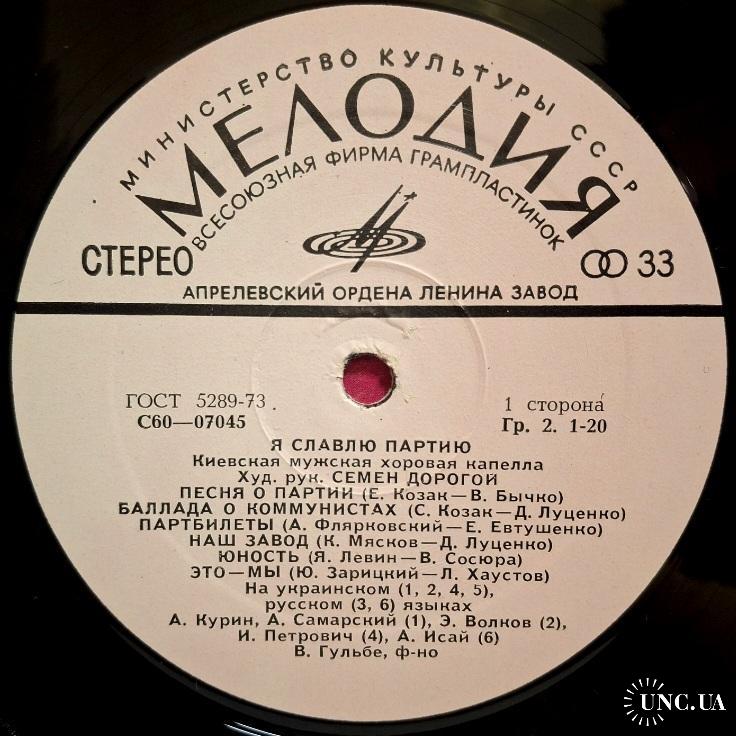 МИНИСТЕРСТВО КУЛЬТУРЫ СССР
МЕЛОДИЯ
ВСЕСОЮЗНАЯ ФИРМА ГРАМПЛАСТИНОК
СТЕРЕО
33
АПРЕЛЕВСКИЙ ОРДЕНА ЛЕНИНА ЗАВОД
ГОСТ 5289-73
1 сторона
С60—07045
Гр. 2. 1-20
Я СЛАВЛЮ ПАРТИЮ
Киевская мужская хоровая капелла
Худ. рук. СЕМЕН ДОРОГОЙ
ПЕСНЯ О ПАРТИИ (Е. Козак—В. Бычко)
БАЛЛАДА О КОММУНИСТАХ (С. Козак—Д. Луценко)
ПАРТБИЛЕТЫ (А. Флярковский—Е. Евтушенко)
НАШ ЗАВОД (К. Мясков—Д. Луценко)
ЮНОСТЬ (Я. Левин—В. Сосюра)
ЭТО—МЫ (Ю. Зарицкий—Л. Хаустов)
На украинском (1, 2, 4, 5),
русском (3, 6) языках
А. Курин, А. Самарский (1), Э. Волков (2),
И. Петрович (4), А. Исай (6)
В. Гульбе, ф-но
UNC.UA